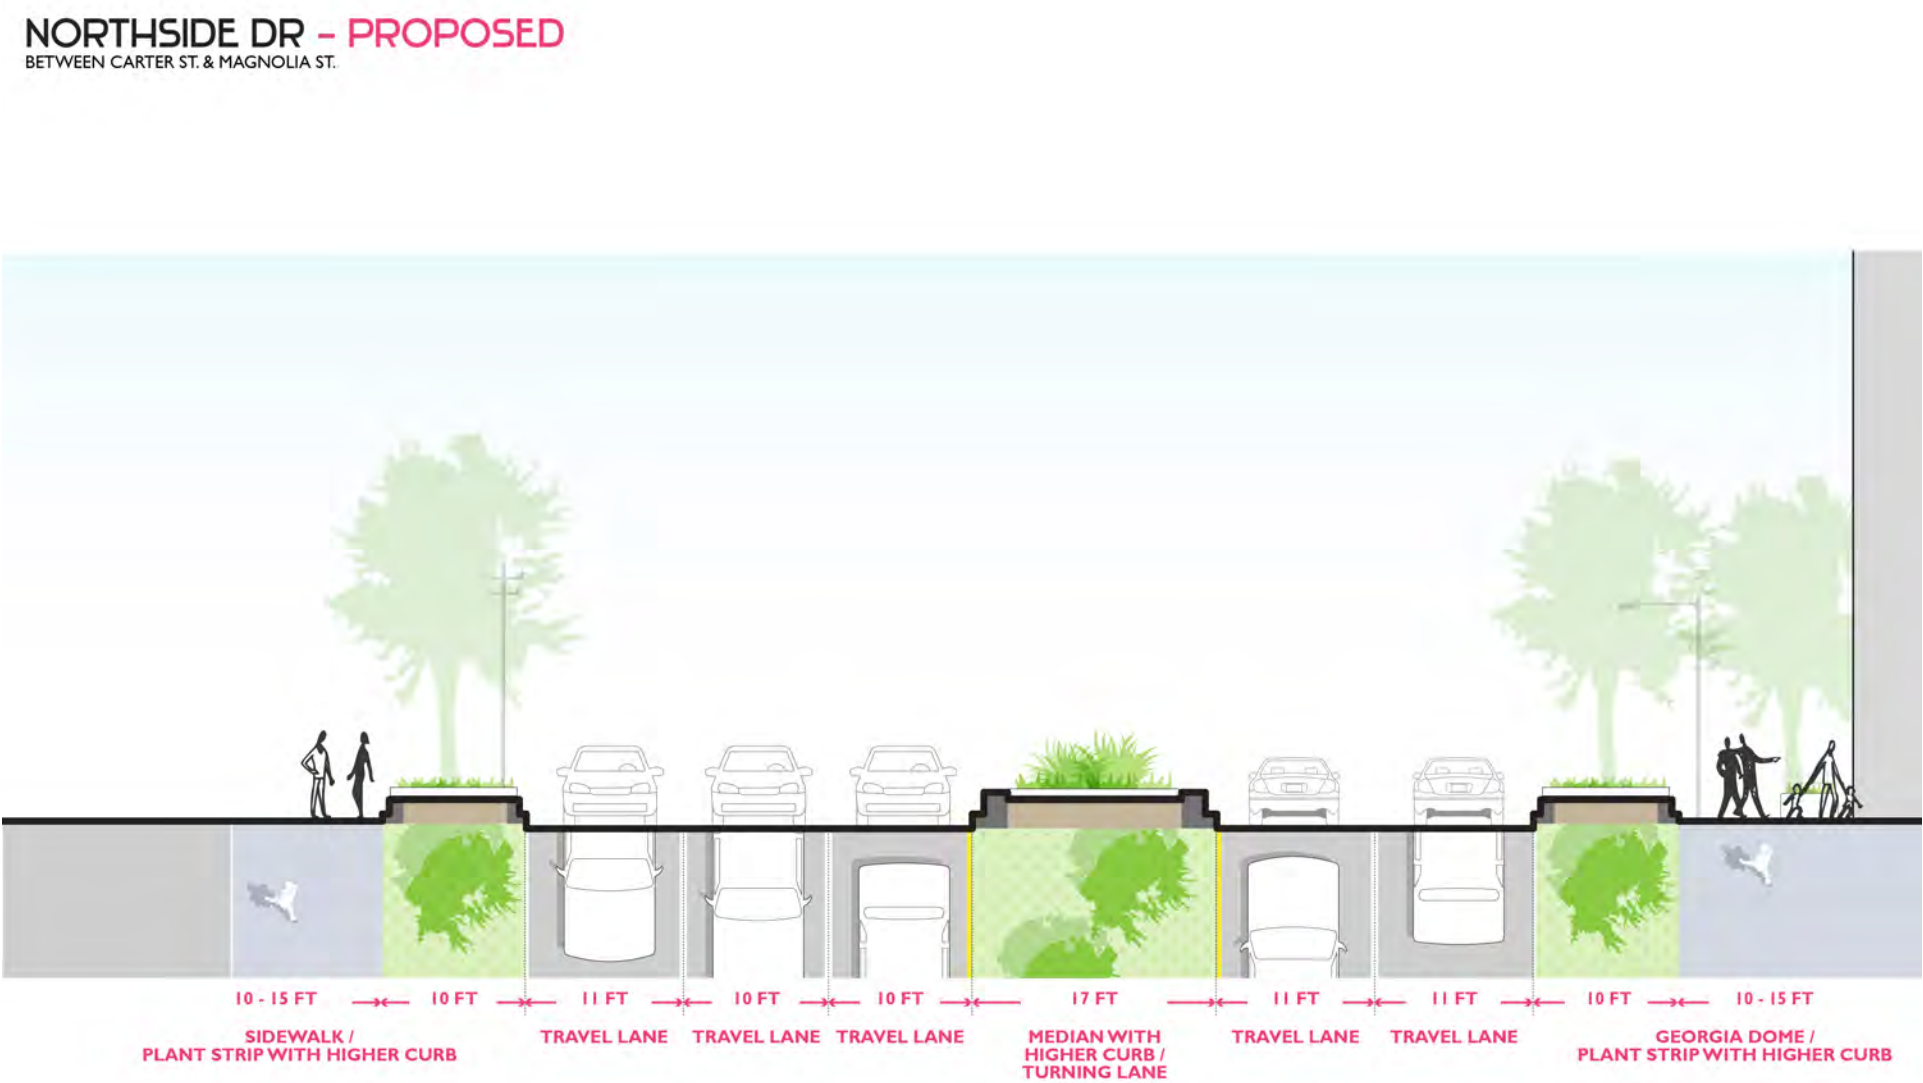 NORTHSIDE DR – PROPOSED
BETWEEN CARTER ST. & MAGNOLIA ST.
10 - 15 FT
10 FT
11 FT
10 FT
10 FT
17 FT
11 FT
11 FT
10 FT
10 - 15 FT
SIDEWALK /
PLANT STRIP WITH HIGHER CURB
TRAVEL LANE
TRAVEL LANE
TRAVEL LANE
MEDIAN WITH
HIGHER CURB /
TURNING LANE
TRAVEL LANE
TRAVEL LANE
GEORGIA DOME /
PLANT STRIP WITH HIGHER CURB